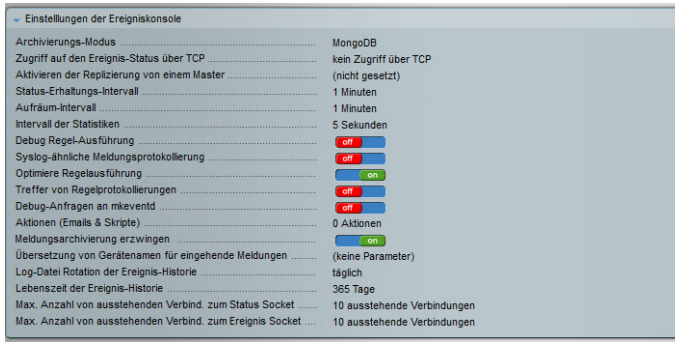 Einstelllungen der Ereigniskonsole
Archivierungs-Modus MongoDB
Zugriff auf den Ereignis-Status über TCP kein Zugriff über TCP
Aktivieren der Replizierung von einem Master (nicht gesetzt)
Status-Erhaltungs-Intervall 1 Minuten
Aufräum-Intervall 1 Minuten
Intervall der Statistiken 5 Sekunden
Debug Regel-Ausführung off
Syslog-ähnliche Meldungsprotokollierung off
Optimiere Regelausführung on
Treffer von Regelprotokollierungen off
Debug-Anfragen an mkeventd off
Aktionen (Emails & Skripte) 0 Aktionen
Meldungsarchivierung erzwingen on
Übersetzung von Gerätenamen für eingehende Meldungen (keine Parameter)
Log-Datei Rotation der Ereignis-Historie täglich
Lebenszeit der Ereignis-Historie 365 Tage
Max. Anzahl von ausstehenden Verbind. zum Status Socket 10 ausstehende Verbindungen
Max. Anzahl von ausstehenden Verbind. zum Ereignis Socket 10 ausstehende Verbindungen